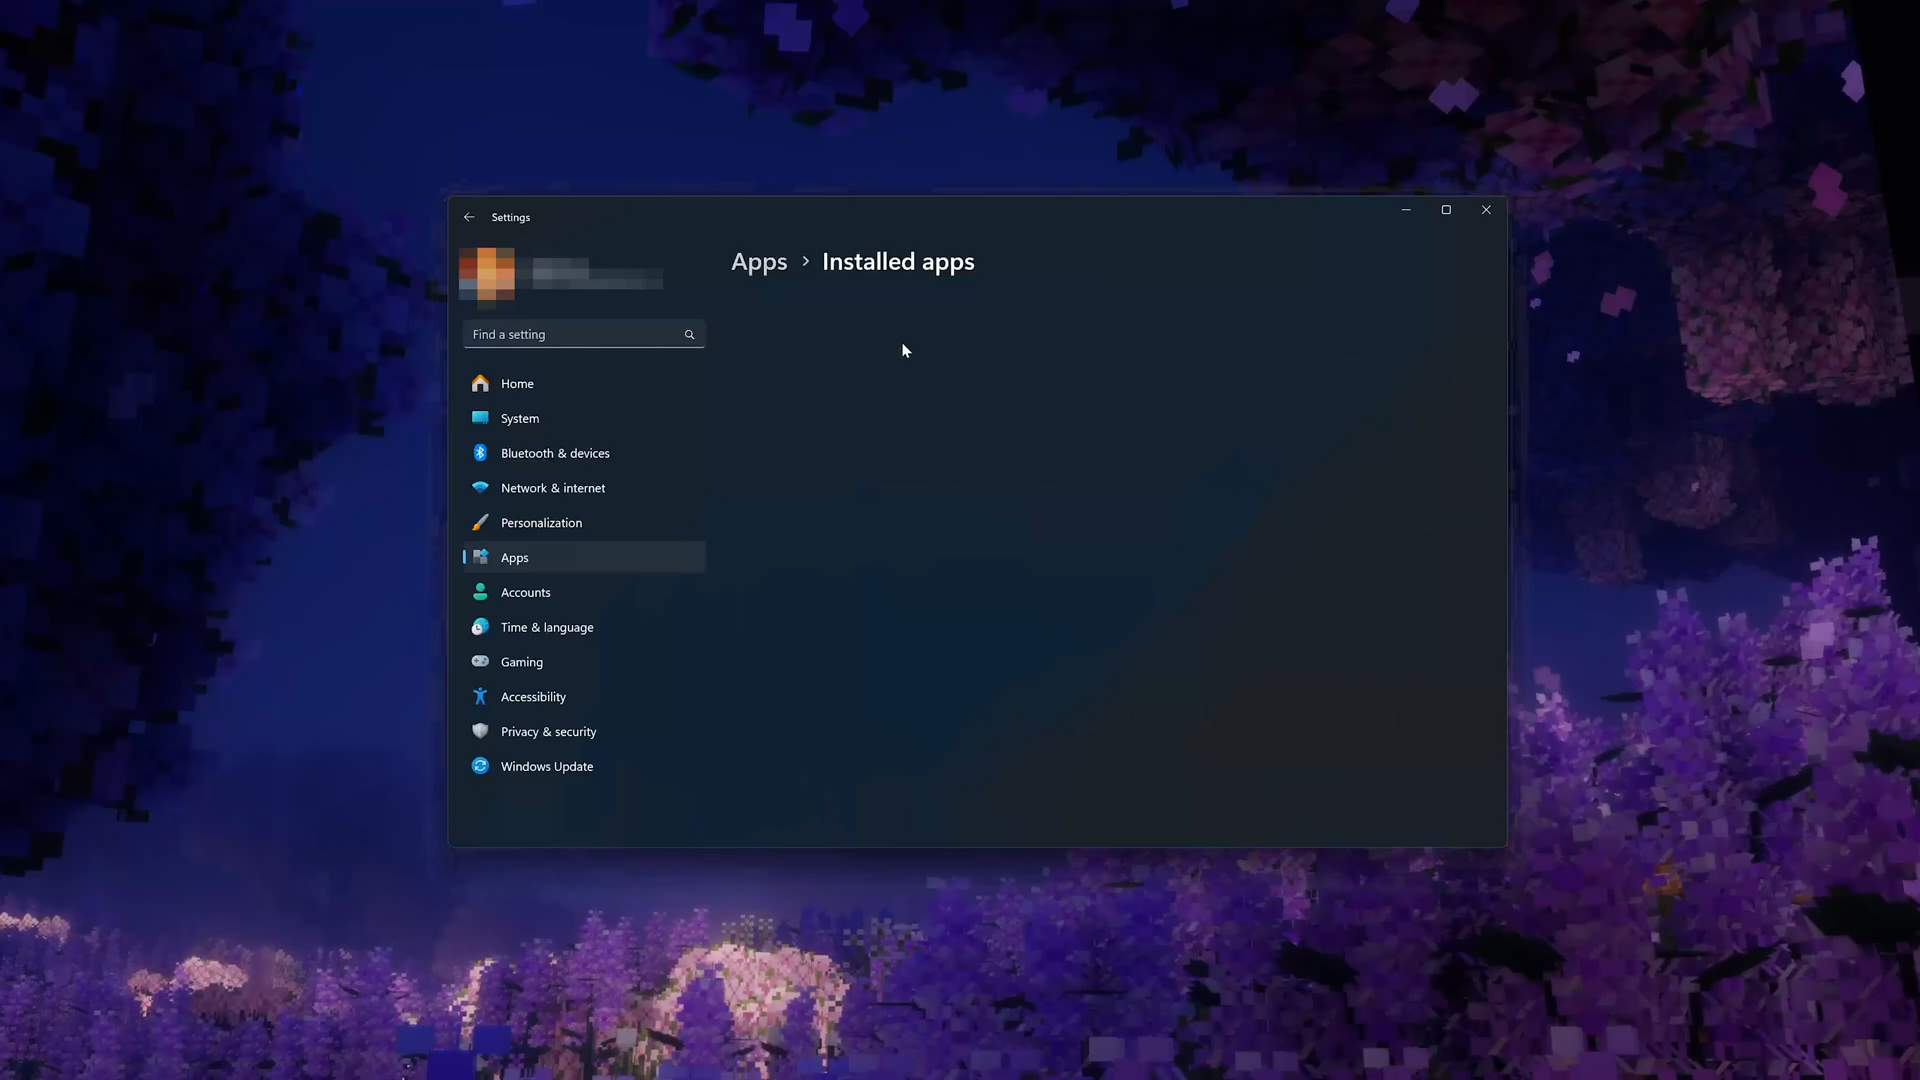 Settings
Apps > Installed apps
Find a setting
Home
System
Bluetooth & devices
Network & internet
Personalization
Apps
Accounts
Time & language
Gaming
Accessibility
Privacy & security
Windows Update